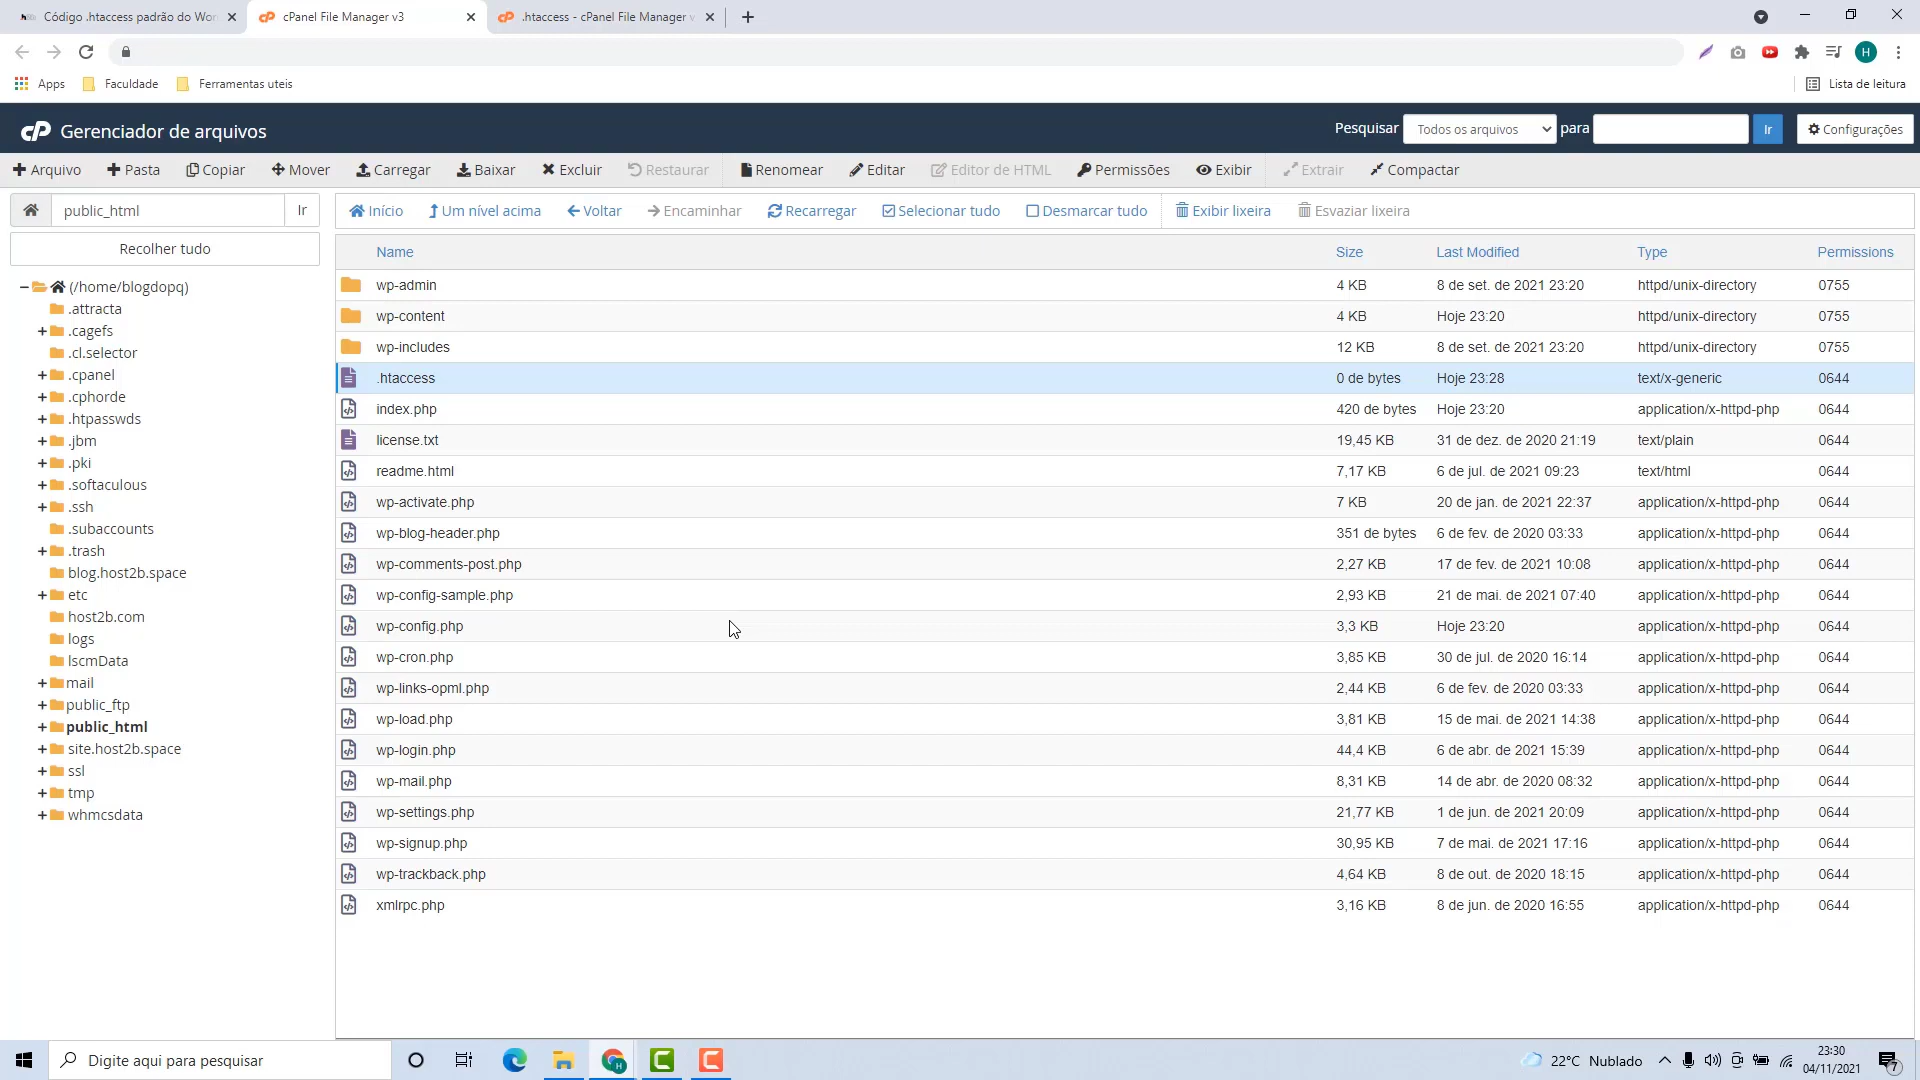 Código .htaccess padrão do Wor
cPanel File Manager v3
.htaccess - cPanel File Manager v
Apps
Faculdade
Ferramentas uteis
H
Lista de leitura
cP Gerenciador de arquivos
Pesquisar
Todos os arquivos
para
Ir
Configurações
Arquivo
Pasta
Copiar
Mover
Carregar
Baixar
Excluir
Restaurar
Renomear
Editar
Editor de HTML
Permissões
Exibir
Extrair
Compactar
public_html
Ir
Início
Um nível acima
Voltar
Encaminhar
Recarregar
Selecionar tudo
Desmarcar tudo
Exibir lixeira
Esvaziar lixeira
Recolher tudo
(/home/blogdopq)
.attracta
.cagefs
.cl.selector
.cpanel
.cphorde
.htpasswds
.jbm
.pki
.softaculous
.ssh
.subaccounts
.trash
blog.host2b.space
etc
host2b.com
logs
lscmData
mail
public_ftp
public_html
site.host2b.space
ssl
tmp
whmcsdata
Name Size Last Modified Type Permissions
wp-admin 4 KB 8 de set. de 2021 23:20 httpd/unix-directory 0755
wp-content 4 KB Hoje 23:20 httpd/unix-directory 0755
wp-includes 12 KB 8 de set. de 2021 23:20 httpd/unix-directory 0755
.htaccess 0 de bytes Hoje 23:28 text/x-generic 0644
index.php 420 de bytes Hoje 23:20 application/x-httpd-php 0644
license.txt 19,45 KB 31 de dez. de 2020 21:19 text/plain 0644
readme.html 7,17 KB 6 de jul. de 2021 09:23 text/html 0644
wp-activate.php 7 KB 20 de jan. de 2021 22:37 application/x-httpd-php 0644
wp-blog-header.php 351 de bytes 6 de fev. de 2020 03:33 application/x-httpd-php 0644
wp-comments-post.php 2,27 KB 17 de fev. de 2021 10:08 application/x-httpd-php 0644
wp-config-sample.php 2,93 KB 21 de mai. de 2021 07:40 application/x-httpd-php 0644
wp-config.php 3,3 KB Hoje 23:20 application/x-httpd-php 0644
wp-cron.php 3,85 KB 30 de jul. de 2020 16:14 application/x-httpd-php 0644
wp-links-opml.php 2,44 KB 6 de fev. de 2020 03:33 application/x-httpd-php 0644
wp-load.php 3,81 KB 15 de mai. de 2021 14:38 application/x-httpd-php 0644
wp-login.php 44,4 KB 6 de abr. de 2021 15:39 application/x-httpd-php 0644
wp-mail.php 8,31 KB 14 de abr. de 2020 08:32 application/x-httpd-php 0644
wp-settings.php 21,77 KB 1 de jun. de 2021 20:09 application/x-httpd-php 0644
wp-signup.php 30,95 KB 7 de mai. de 2021 17:16 application/x-httpd-php 0644
wp-trackback.php 4,64 KB 8 de out. de 2020 18:15 application/x-httpd-php 0644
xmlrpc.php 3,16 KB 8 de jun. de 2020 16:55 application/x-httpd-php 0644
Digite aqui para pesquisar
22°C Nublado
23:30
04/11/2021
7